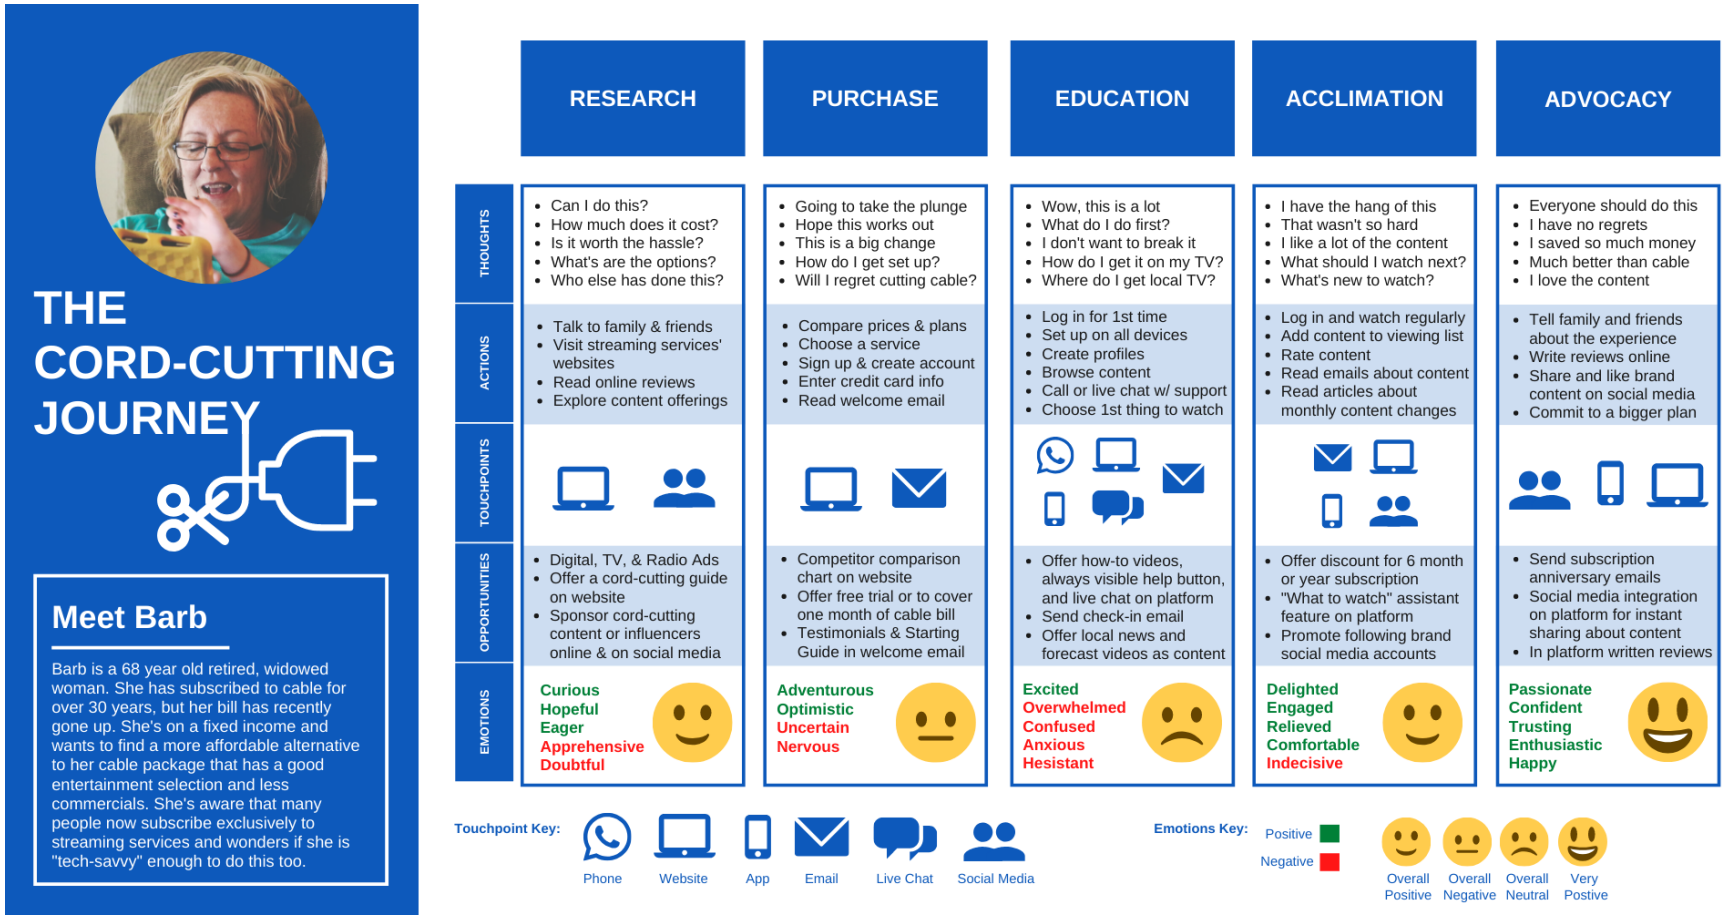 THE
CORD-CUTTING
JOURNEY
Meet Barb
Barb is a 68 year old retired, widowed
woman. She has subscribed to cable for
over 30 years, but her bill has recently
gone up. She's on a fixed income and
wants to find a more affordable alternative
to her cable package that has a good
entertainment selection and less
commercials. She's aware that many
people now subscribe exclusively to
streaming services and wonders if she is
"tech-savvy" enough to do this too.
RESEARCH
PURCHASE
EDUCATION
ACCLIMATION
ADVOCACY
THOUGHTS
• Can I do this?
• How much does it cost?
• Is it worth the hassle?
• What's are the options?
• Who else has done this?
• Going to take the plunge
• Hope this works out
• This is a big change
• How do I get set up?
• Will I regret cutting cable?
• Wow, this is a lot
• What do I do first?
• I don't want to break it
• How do I get it on my TV?
• Where do I get local TV?
• I have the hang of this
• That wasn't so hard
• I like a lot of the content
• What should I watch next?
• What's new to watch?
• Everyone should do this
• I have no regrets
• I saved so much money
• Much better than cable
• I love the content
ACTIONS
• Talk to family & friends
• Visit streaming services'
websites
• Read online reviews
• Explore content offerings
• Compare prices & plans
• Choose a service
• Sign up & create account
• Enter credit card info
• Read welcome email
• Log in for 1st time
• Set up on all devices
• Create profiles
• Browse content
• Call or live chat w/ support
• Choose 1st thing to watch
• Log in and watch regularly
• Add content to viewing list
• Rate content
• Read emails about content
• Read articles about
monthly content changes
• Tell family and friends
about the experience
• Write reviews online
• Share and like brand
content on social media
• Commit to a bigger plan
TOUCHPOINTS
OPPORTUNITIES
• Digital, TV, & Radio Ads
• Offer a cord-cutting guide
on website
• Sponsor cord-cutting
content or influencers
online & on social media
• Competitor comparison
chart on website
• Offer free trial or to cover
one month of cable bill
• Testimonials & Starting
Guide in welcome email
• Offer how-to videos,
always visible help button,
and live chat on platform
• Send check-in email
• Offer local news and
forecast videos as content
• Offer discount for 6 month
or year subscription
• "What to watch" assistant
feature on platform
• Promote following brand
social media accounts
• Send subscription
anniversary emails
• Social media integration
on platform for instant
sharing about content
• In platform written reviews
EMOTIONS
Curious
Hopeful
Eager
Apprehensive
Doubtful
Adventurous
Optimistic
Uncertain
Nervous
Excited
Overwhelmed
Confused
Anxious
Hesistant
Delighted
Engaged
Relieved
Comfortable
Indecisive
Passionate
Confident
Trusting
Enthusiastic
Happy
Touchpoint Key:
Phone
Website
App
Email
Live Chat
Social Media
Emotions Key:
Positive
Negative
Overall
Positive
Overall
Negative
Overall
Neutral
Very
Postive